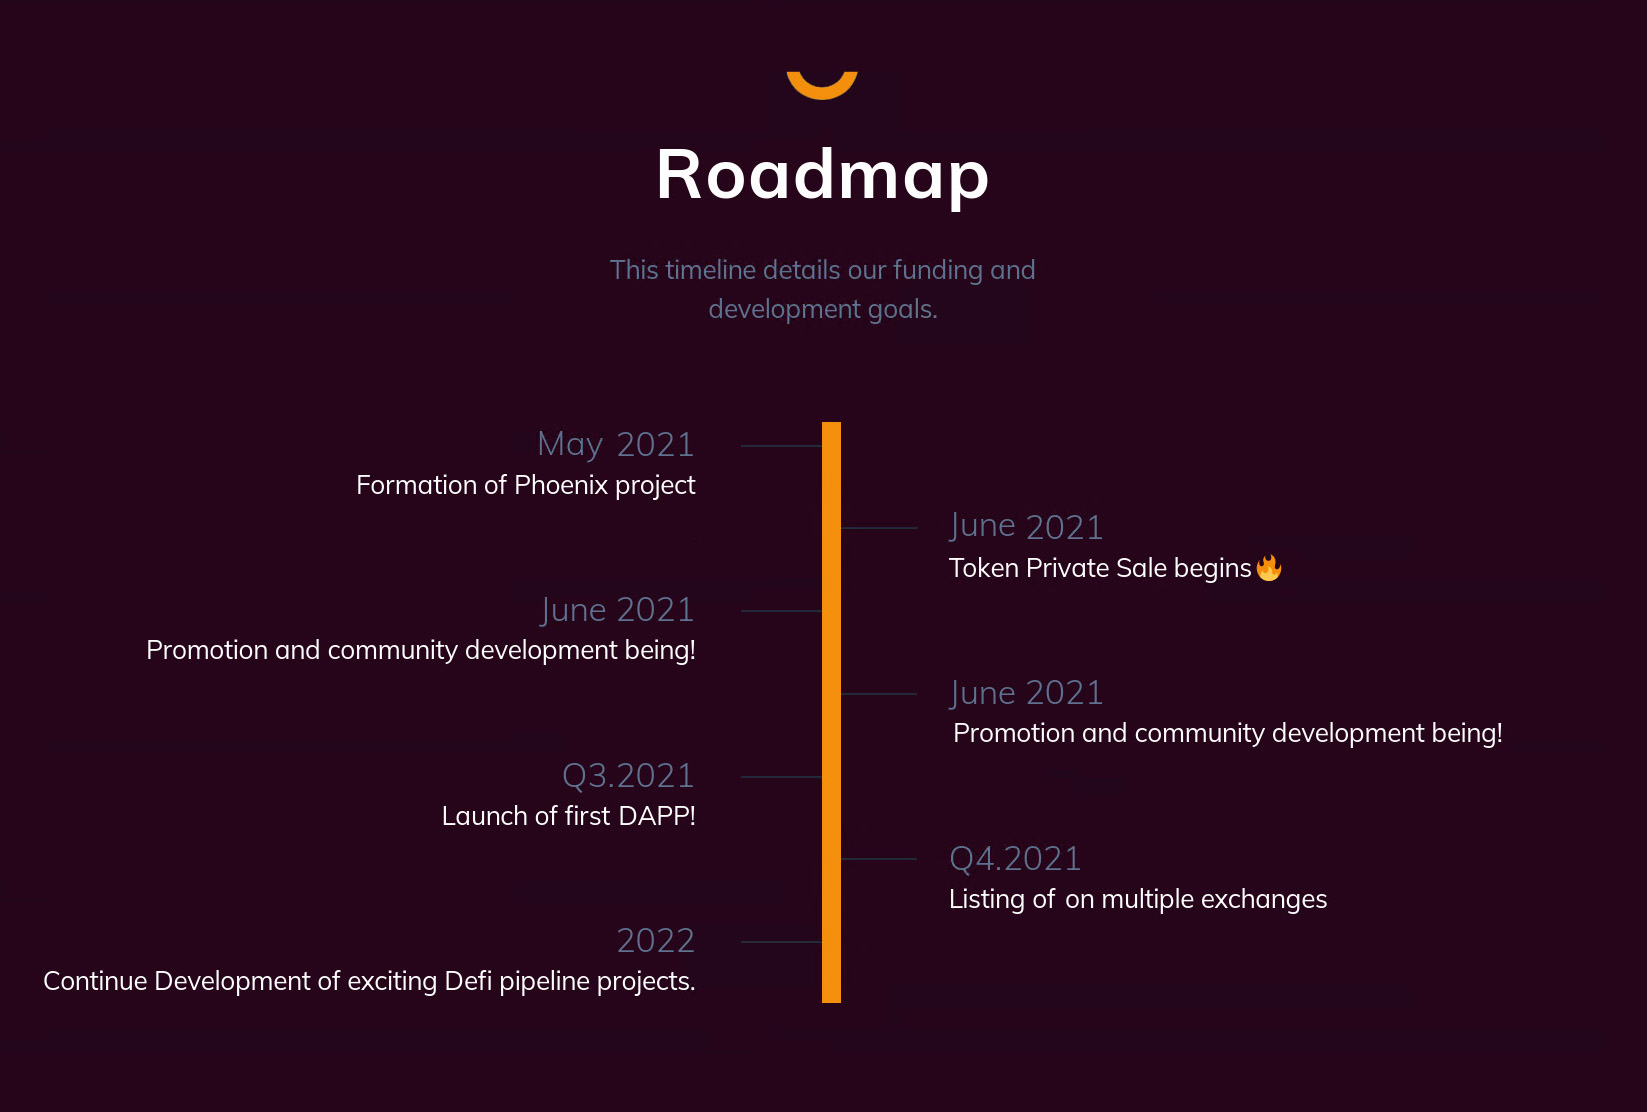 Roadmap
This timeline details our funding and
development goals.
May 2021
Formation of Phoenix project
June 2021
Token Private Sale begins🔥
June 2021
Promotion and community development being!
June 2021
Promotion and community development being!
Q3.2021
Launch of first DAPP!
Q4.2021
Listing of on multiple exchanges
2022
Continue Development of exciting Defi pipeline projects.